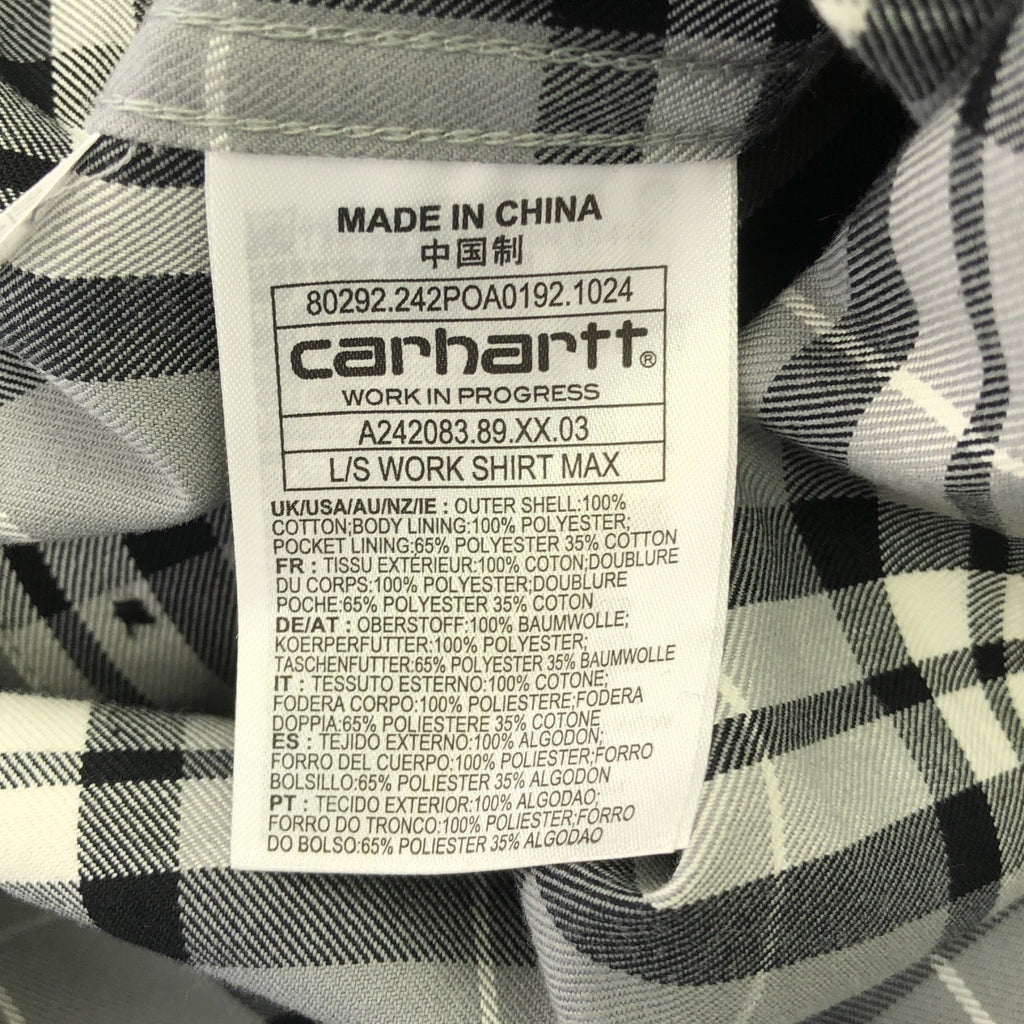 MADE IN CHINA
中国制
80292.242POA0192.1024
carhartt®
WORK IN PROGRESS
A242083.89.XX.03
L/S WORK SHIRT MAX
UK/USA/AU/NZ/IE : OUTER SHELL:100%
COTTON;BODY LINING:100% POLYESTER;
POCKET LINING:65% POLYESTER 35% COTTON
FR : TISSU EXTERIEUR:100% COTON;DOUBLURE
DU CORPS:100% POLYESTER;DOUBLURE
POCHE:65% POLYESTER 35% COTON
DE/AT : OBERSTOFF:100% BAUMWOLLE;
KOERPERFUTTER:100% POLYESTER;
TASCHENFUTTER:65% POLYESTER 35% BAUMWOLLE
IT : TESSUTO ESTERNO:100% COTONE;
FODERA CORPO:100% POLIESTERE;FODERA
DOPPIA:65% POLIESTERE 35% COTONE
ES : TEJIDO EXTERNO:100% ALGODON;
FORRO DEL CUERPO:100% POLIESTER;FORRO
BOLSILLO:65% POLIESTER 35% ALGODON
PT : TECIDO EXTERIOR:100% ALGODAO;
FORRO DO TRONCO:100% POLIESTER;FORRO
DO BOLSO:65% POLIESTER 35% ALGODAO